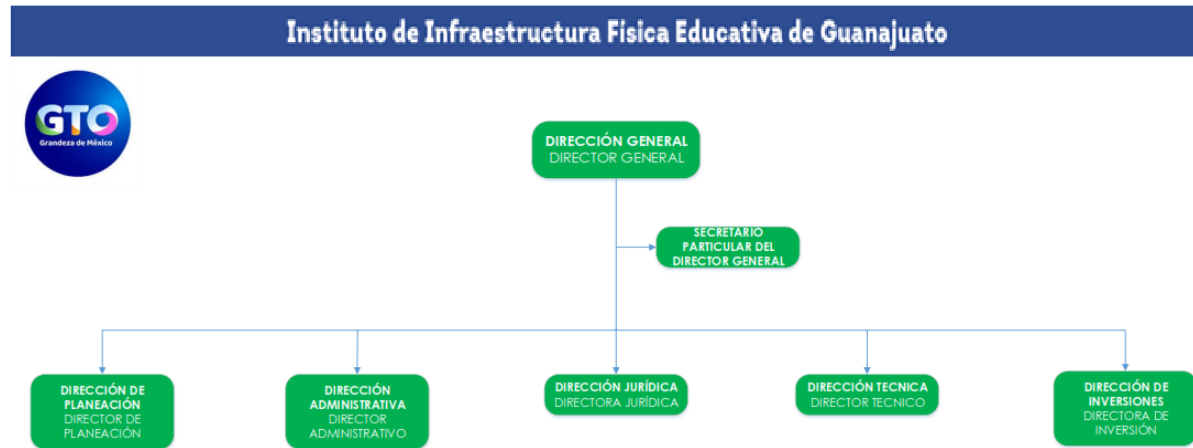 Instituto de Infraestructura Física Educativa de Guanajuato
GTO
Grandeza de México
DIRECCIÓN GENERAL
DIRECTOR GENERAL
SECRETARIO
PARTICULAR DEL
DIRECTOR GENERAL
DIRECCIÓN DE
PLANEACIÓN
DIRECTOR DE
PLANEACIÓN
DIRECCIÓN
ADMINISTRATIVA
DIRECTOR
ADMINISTRATIVO
DIRECCIÓN JURÍDICA
DIRECTORA JURÍDICA
DIRECCIÓN TECNICA
DIRECTOR TECNICO
DIRECCIÓN DE
INVERSIONES
DIRECTORA DE
INVERSIÓN